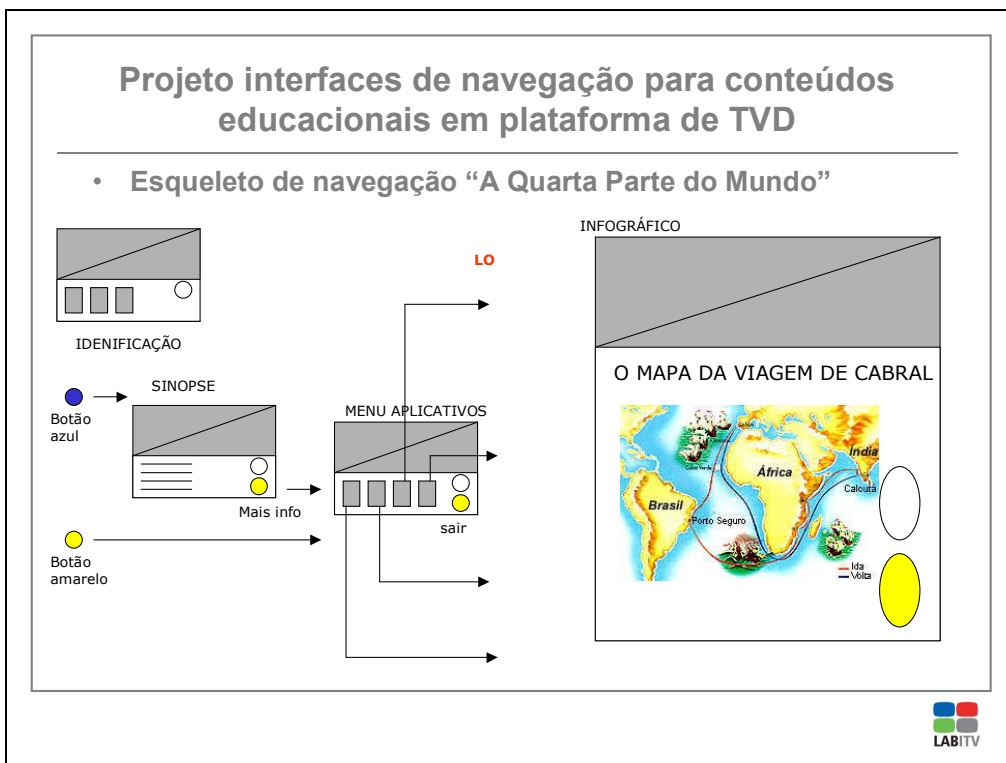 Projeto interfaces de navegação para conteúdos
educacionais em plataforma de TVD
• Esqueleto de navegação “A Quarta Parte do Mundo”
INFOGRÁFICO
LO
IDENIFICAÇÃO
SINOPSE
Botão
azul
MENU APLICATIVOS
Mais info
sair
Botão
amarelo
O MAPA DA VIAGEM DE CABRAL
África
Índia
Calcutá
Brasil
Porto Seguro
Ida
Volta
LABITV